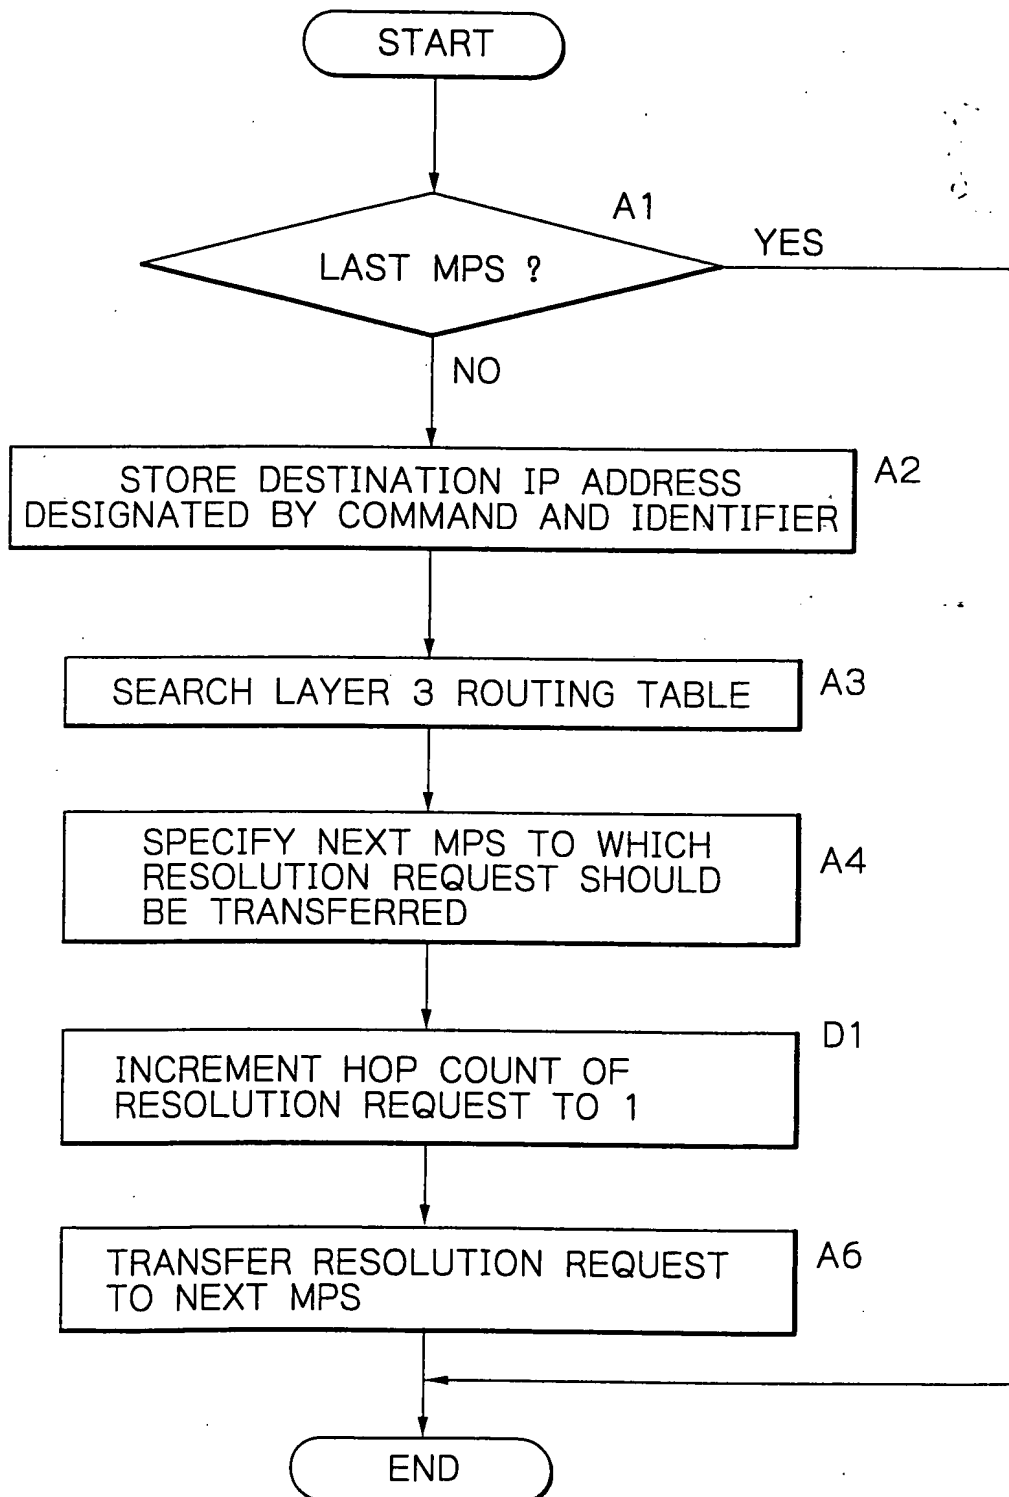 START
A1
LAST MPS ?
YES
NO
STORE DESTINATION IP ADDRESS
DESIGNATED BY COMMAND AND IDENTIFIER
A2
SEARCH LAYER 3 ROUTING TABLE
A3
SPECIFY NEXT MPS TO WHICH
RESOLUTION REQUEST SHOULD
BE TRANSFERRED
A4
D1
INCREMENT HOP COUNT OF
RESOLUTION REQUEST TO 1
TRANSFER RESOLUTION REQUEST
TO NEXT MPS
A6
END